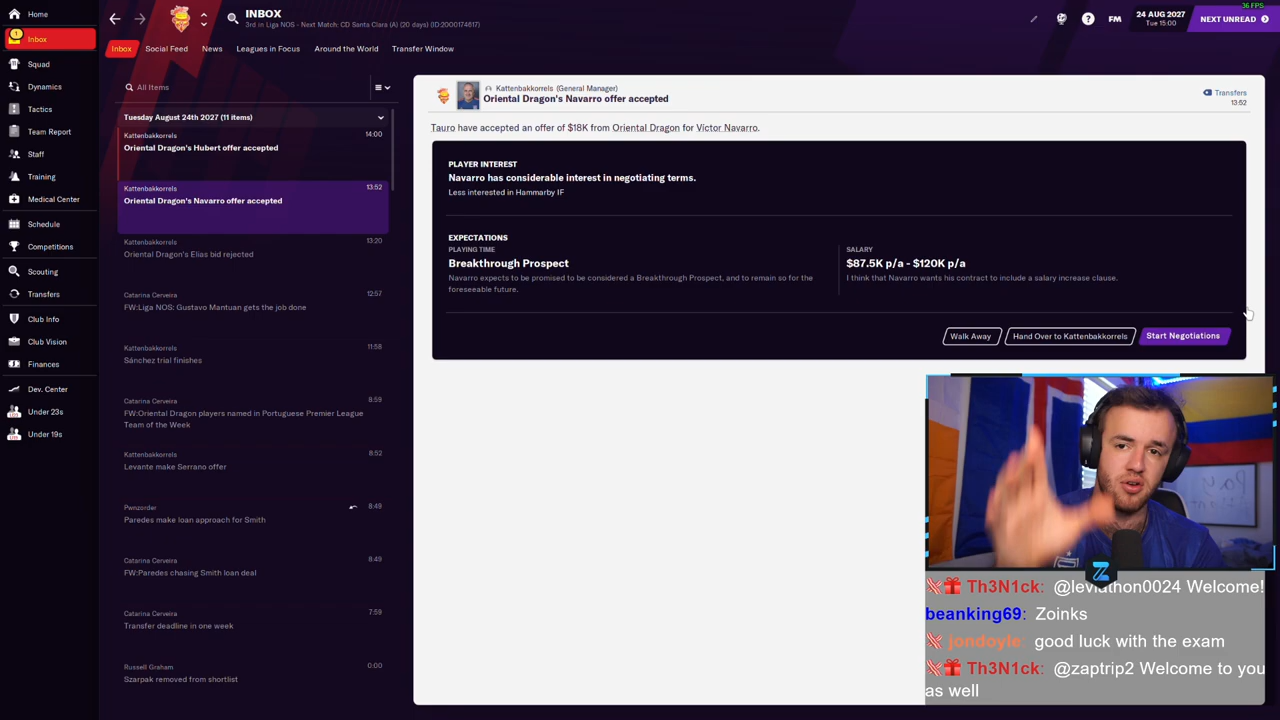 36 FPS
Home
INBOX
3rd in Liga NOS - Next Match: CD Santa Clara (A) (20 days) (ID:2000174617)
FM
24 AUG 2027
Tue 15:00
NEXT UNREAD
1
Inbox
Squad
Dynamics
Tactics
Team Report
Staff
Training
Medical Center
Schedule
Competitions
Scouting
Transfers
Club Info
Club Vision
Finances
Dev. Center
Under 23s
Under 19s
Inbox
Social Feed
News
Leagues in Focus
Around the World
Transfer Window
All Items
Tuesday August 24th 2027 (11 items)
Kattenbakkorrels 14:00
Oriental Dragon's Hubert offer accepted
Kattenbakkorrels 13:52
Oriental Dragon's Navarro offer accepted
Kattenbakkorrels 13:20
Oriental Dragon's Elias bid rejected
Catarina Cerveira 12:57
FW:Liga NOS: Gustavo Mantuan gets the job done
Kattenbakkorrels 11:58
Sánchez trial finishes
Catarina Cerveira 8:59
FW:Oriental Dragon players named in Portuguese Premier League
Team of the Week
Kattenbakkorrels 8:52
Levante make Serrano offer
Pwnzorder 8:49
Paredes make loan approach for Smith
Catarina Cerveira 8:49
FW:Paredes chasing Smith loan deal
Catarina Cerveira 7:59
Transfer deadline in one week
Russell Graham 0:00
Szarpak removed from shortlist
Kattenbakkorrels (General Manager)
Oriental Dragon's Navarro offer accepted
Transfers
13:52
Tauro have accepted an offer of $18K from Oriental Dragon for Víctor Navarro.
PLAYER INTEREST
Navarro has considerable interest in negotiating terms.
Less interested in Hammarby IF
EXPECTATIONS
PLAYING TIME
Breakthrough Prospect
Navarro expects to be promised to be considered a Breakthrough Prospect, and to remain so for the
foreseeable future.
SALARY
$87.5K p/a - $120K p/a
I think that Navarro wants his contract to include a salary increase clause.
Walk Away
Hand Over to Kattenbakkorrels
Start Negotiations
Th3N1ck: @leviathon0024 Welcome!
beanking69: Zoinks
jondoyle: good luck with the exam
Th3N1ck: @zaptrip2 Welcome to you
as well